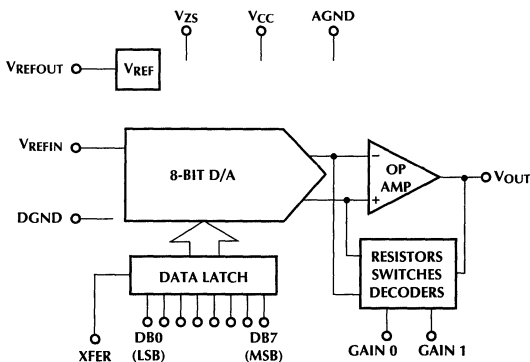 VZS
VCC
AGND
VREFOUT
VREF
VREFIN
8-BIT D/A
−
OP
AMP
+
VOUT
DGND
DATA LATCH
RESISTORS
SWITCHES
DECODERS
XFER
DB0
(LSB)
DB7
(MSB)
GAIN 0
GAIN 1